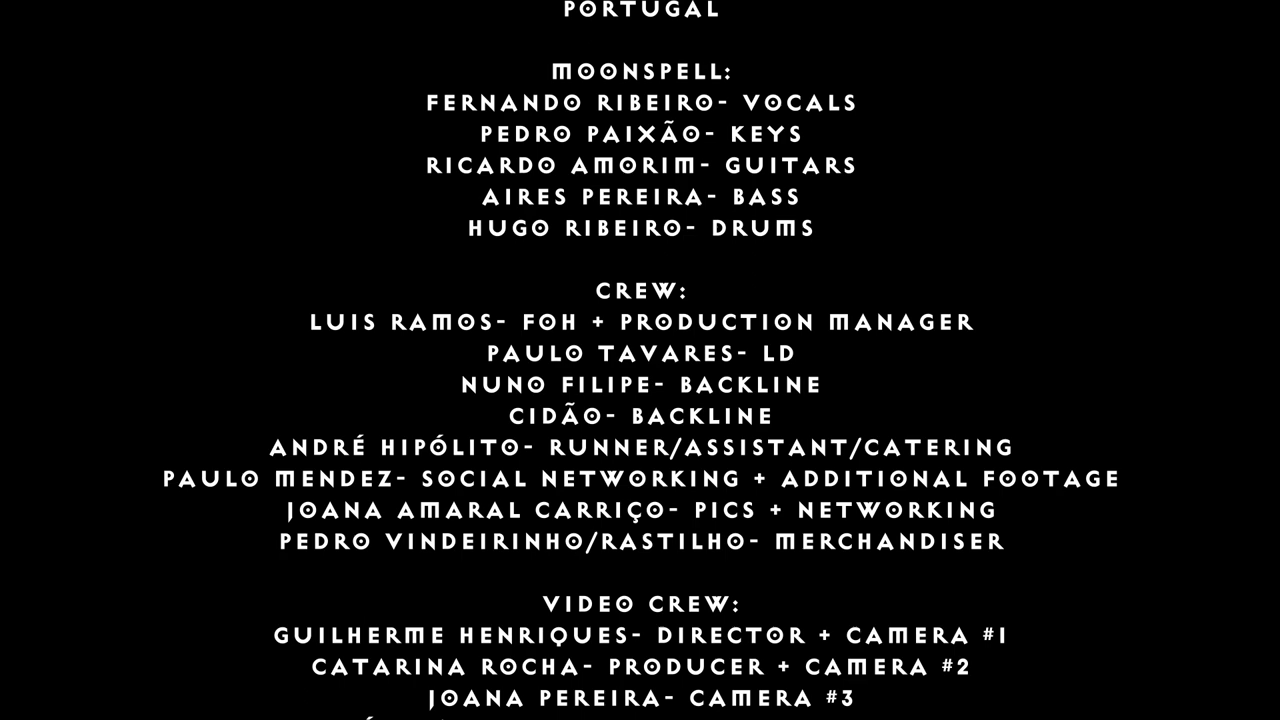 PORTUGAL
MOONSPELL:
FERNANDO RIBEIRO- VOCALS
PEDRO PAIXÃO- KEYS
RICARDO AMORIM- GUITARS
AIRES PEREIRA- BASS
HUGO RIBEIRO- DRUMS
CREW:
LUIS RAMOS- FOH + PRODUCTION MANAGER
PAULO TAVARES- LD
NUNO FILIPE- BACKLINE
CIDÃO- BACKLINE
ANDRÉ HIPÓLITO- RUNNER/ASSISTANT/CATERING
PAULO MENDEZ- SOCIAL NETWORKING + ADDITIONAL FOOTAGE
JOANA AMARAL CARRIÇO- PICS + NETWORKING
PEDRO VINDEIRINHO/RASTILHO- MERCHANDISER
VIDEO CREW:
GUILHERME HENRIQUES- DIRECTOR + CAMERA #1
CATARINA ROCHA- PRODUCER + CAMERA #2
JOANA PEREIRA- CAMERA #3